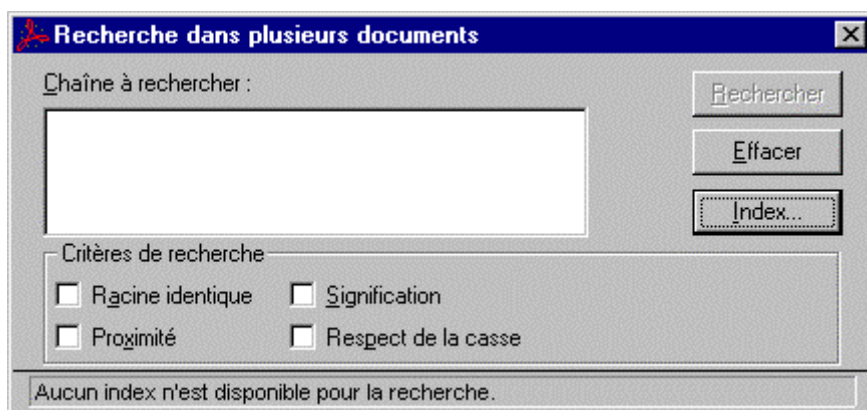 Recherche dans plusieurs documents
Chaîne à rechercher :
Rechercher
Effacer
Index...
Critères de recherche
Racine identique
Signification
Proximité
Respect de la casse
Aucun index n'est disponible pour la recherche.